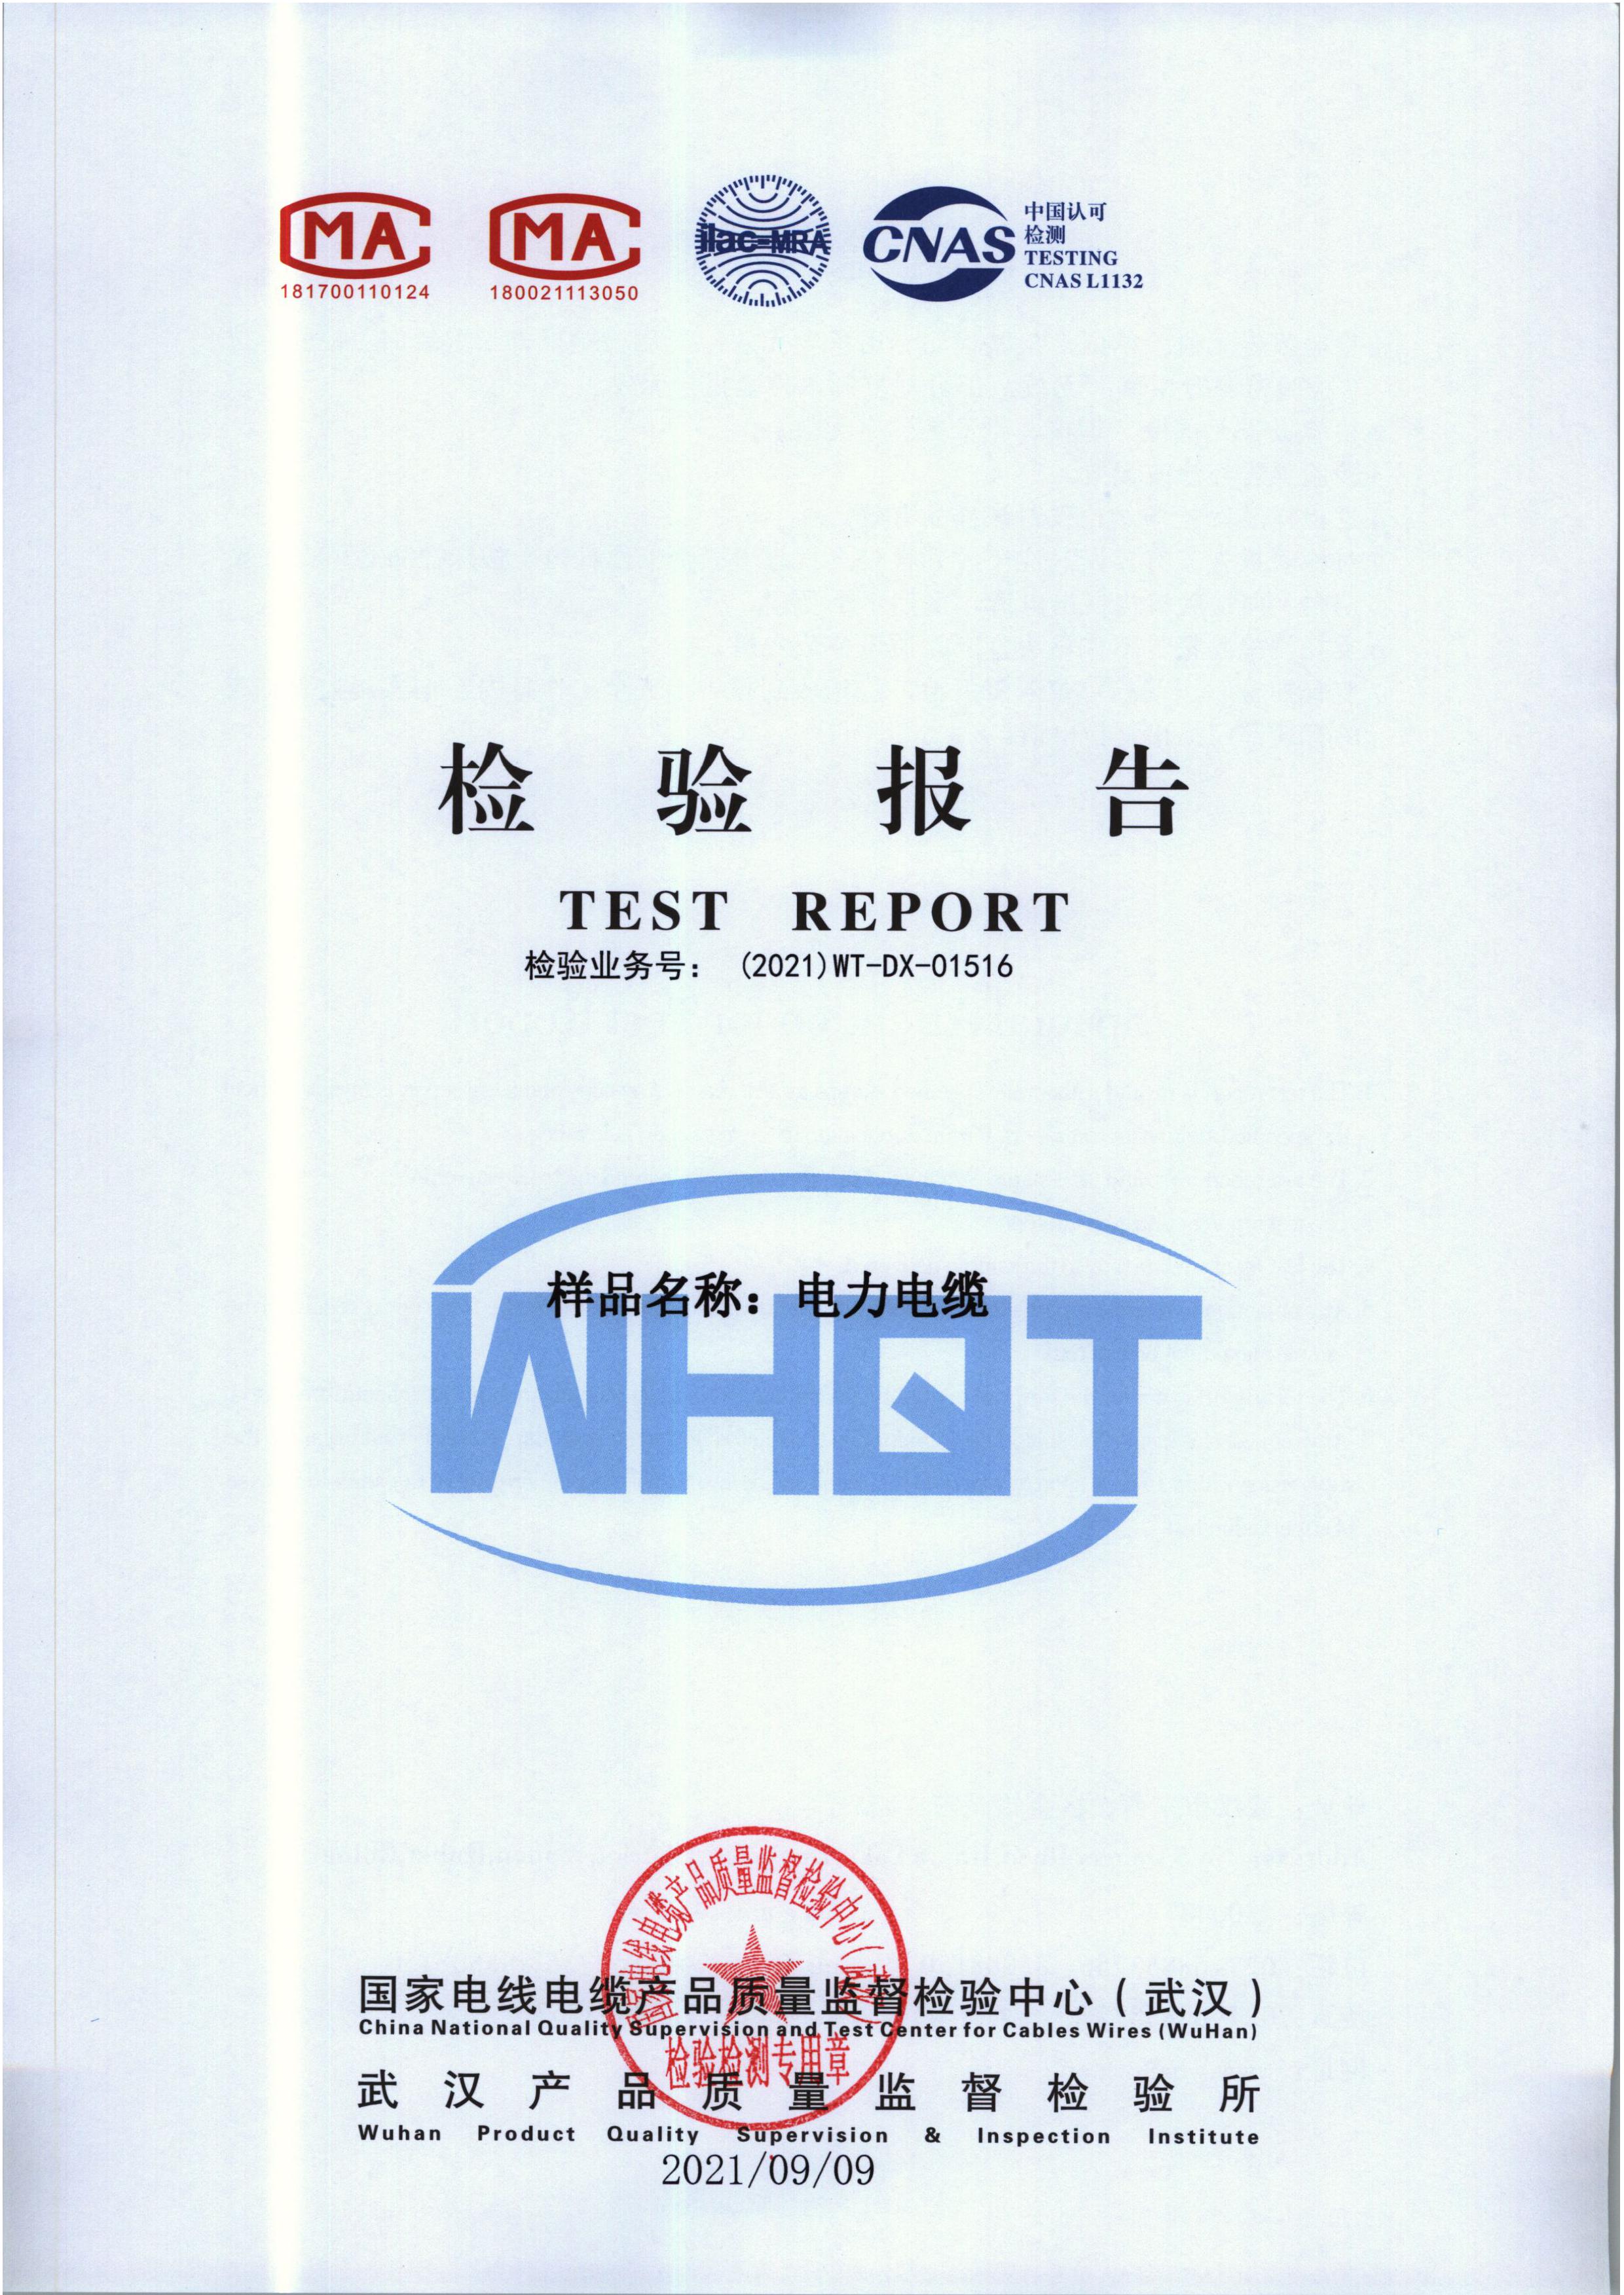 MA
181700110124
MA
180021113050
ilac-MRA
CNAS
中国认可
检测
TESTING
CNAS L1132
检验报告
TEST REPORT
检验业务号： (2021)WT-DX-01516
样品名称：电力电缆
WHQT
国家电线电缆产品质量监督检验中心（武汉）
检验检测专用章
国家电线电缆产品质量监督检验中心（武汉）
China National Quality Supervision and Test Center for Cables Wires (WuHan)
武汉产品质量监督检验所
Wuhan Product Quality Supervision & Inspection Institute
2021/09/09